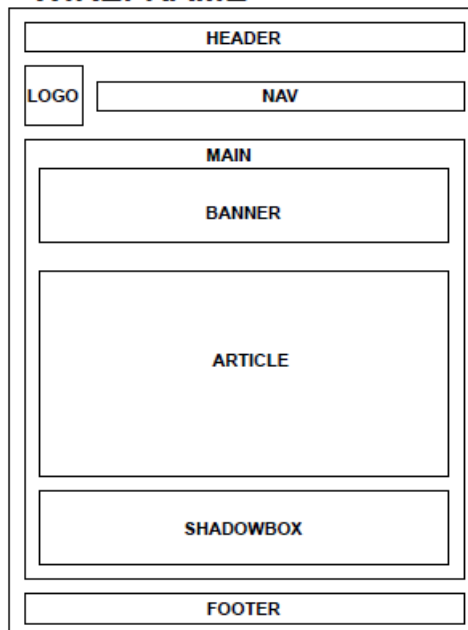 HEADER
LOGO
NAV
MAIN
BANNER
ARTICLE
SHADOWBOX
FOOTER